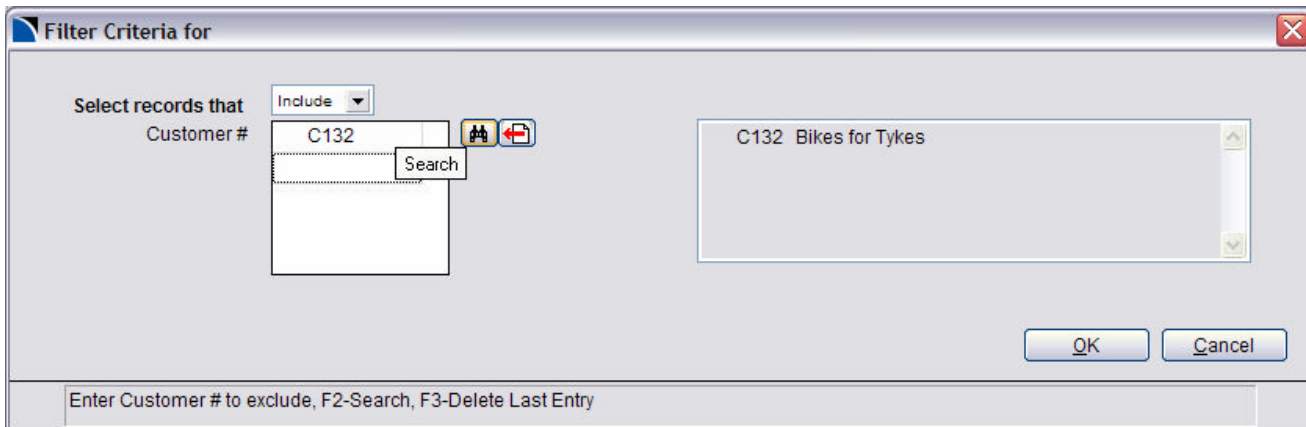 Filter Criteria for
Select records that Include
Customer # C132
Search
C132 Bikes for Tykes
OK Cancel
Enter Customer # to exclude, F2-Search, F3-Delete Last Entry